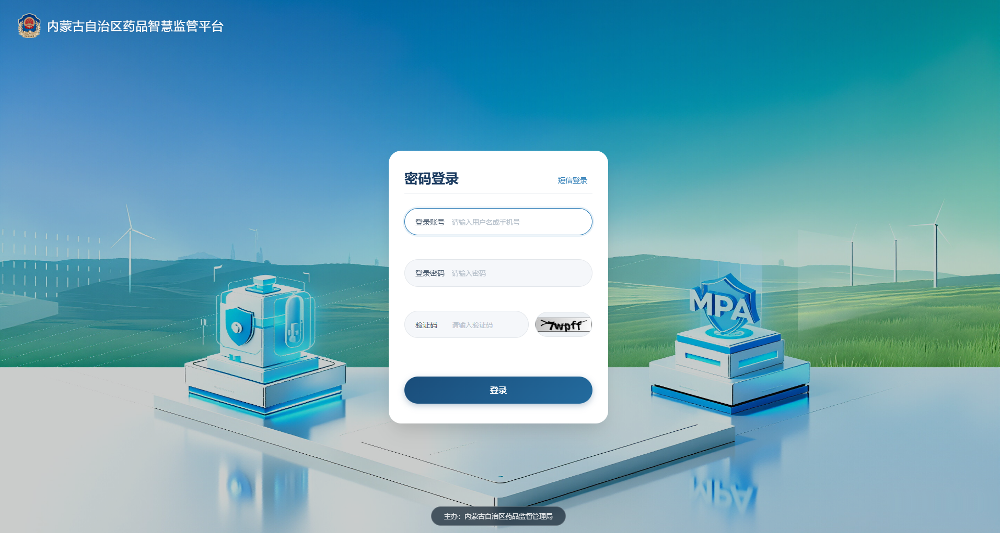 内蒙古自治区药品智慧监管平台
密码登录
短信登录
登录账号 请输入用户名或手机号
登录密码 请输入密码
验证码 请输入验证码
7wpff
登录
MPA
主办：内蒙古自治区药品监督管理局